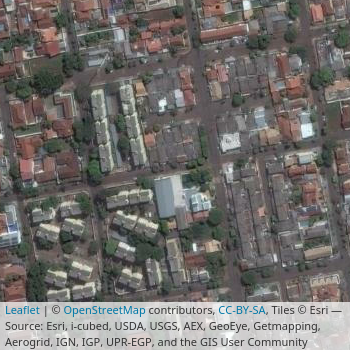 Leaflet | © OpenStreetMap contributors, CC-BY-SA, Tiles © Esri —
Source: Esri, i-cubed, USDA, USGS, AEX, GeoEye, Getmapping,
Aerogrid, IGN, IGP, UPR-EGP, and the GIS User Community